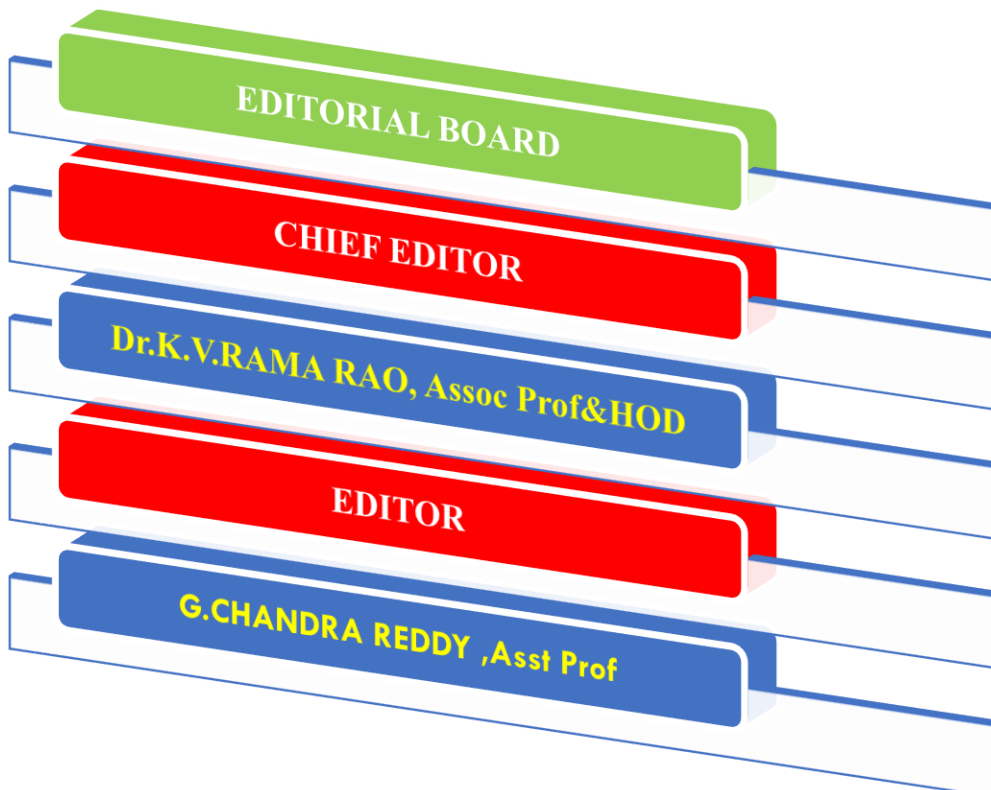 EDITORIAL BOARD
CHIEF EDITOR
Dr.K.V.RAMA RAO, Assoc Prof&HOD
EDITOR
G.CHANDRA REDDY ,Asst Prof